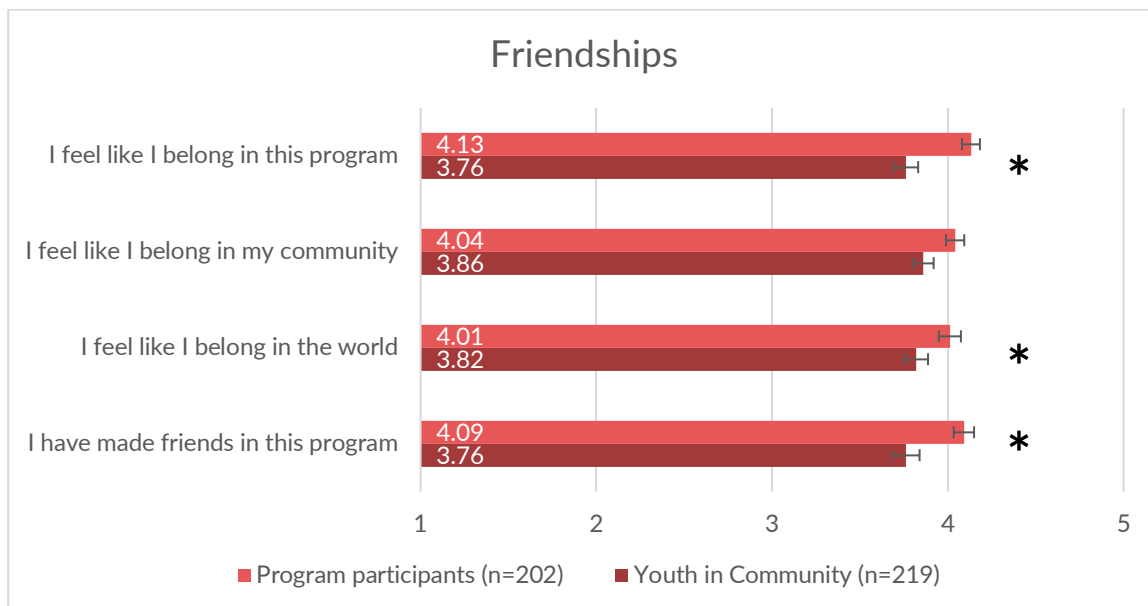 Friendships
I feel like I belong in this program
4.13
3.76
*
I feel like I belong in my community
4.04
3.86
I feel like I belong in the world
4.01
3.82
*
I have made friends in this program
4.09
3.76
*
1 2 3 4 5
Program participants (n=202) Youth in Community (n=219)